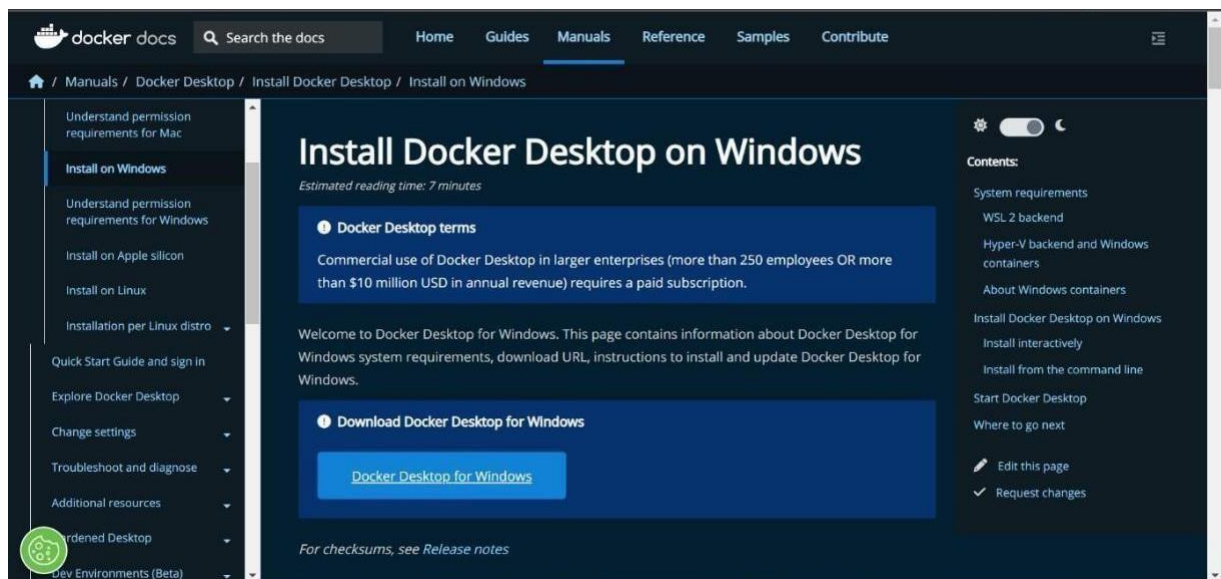 docker docs
Search the docs
Home Guides Manuals Reference Samples Contribute
/ Manuals / Docker Desktop / Install Docker Desktop / Install on Windows
Understand permission
requirements for Mac
Install on Windows
Understand permission
requirements for Windows
Install on Apple silicon
Install on Linux
Installation per Linux distro
Quick Start Guide and sign in
Explore Docker Desktop
Change settings
Troubleshoot and diagnose
Additional resources
Desktop
Dev Environments (Beta)
Install Docker Desktop on Windows
Estimated reading time: 7 minutes
Docker Desktop terms
Commercial use of Docker Desktop in larger enterprises (more than 250 employees OR more
than $10 million USD in annual revenue) requires a paid subscription.
Welcome to Docker Desktop for Windows. This page contains information about Docker Desktop for
Windows system requirements, download URL, instructions to install and update Docker Desktop for
Windows.
Download Docker Desktop for Windows
Docker Desktop for Windows
For checksums, see Release notes
Contents:
System requirements
WSL 2 backend
Hyper-V backend and Windows
containers
About Windows containers
Install Docker Desktop on Windows
Install interactively
Install from the command line
Start Docker Desktop
Where to go next
Edit this page
Request changes